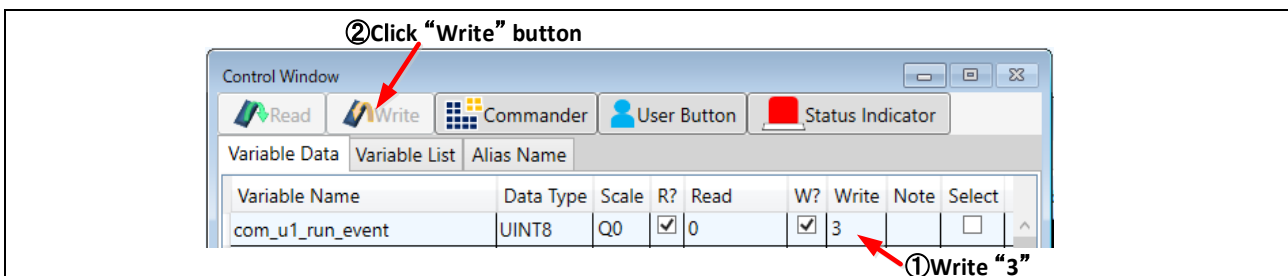 ②Click “Write” button
Control Window
Read Write Commander User Button Status Indicator
Variable Data Variable List Alias Name
Variable Name Data Type Scale R? Read W? Write Note Select
com_u1_run_event UINT8 Q0 0 3
①Write “3”